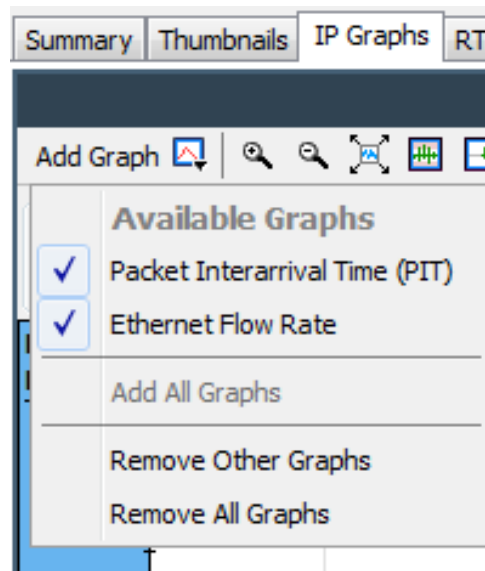 Summary Thumbnails IP Graphs RT
Add Graph
Available Graphs
Packet Interarrival Time (PIT)
Ethernet Flow Rate
Add All Graphs
Remove Other Graphs
Remove All Graphs